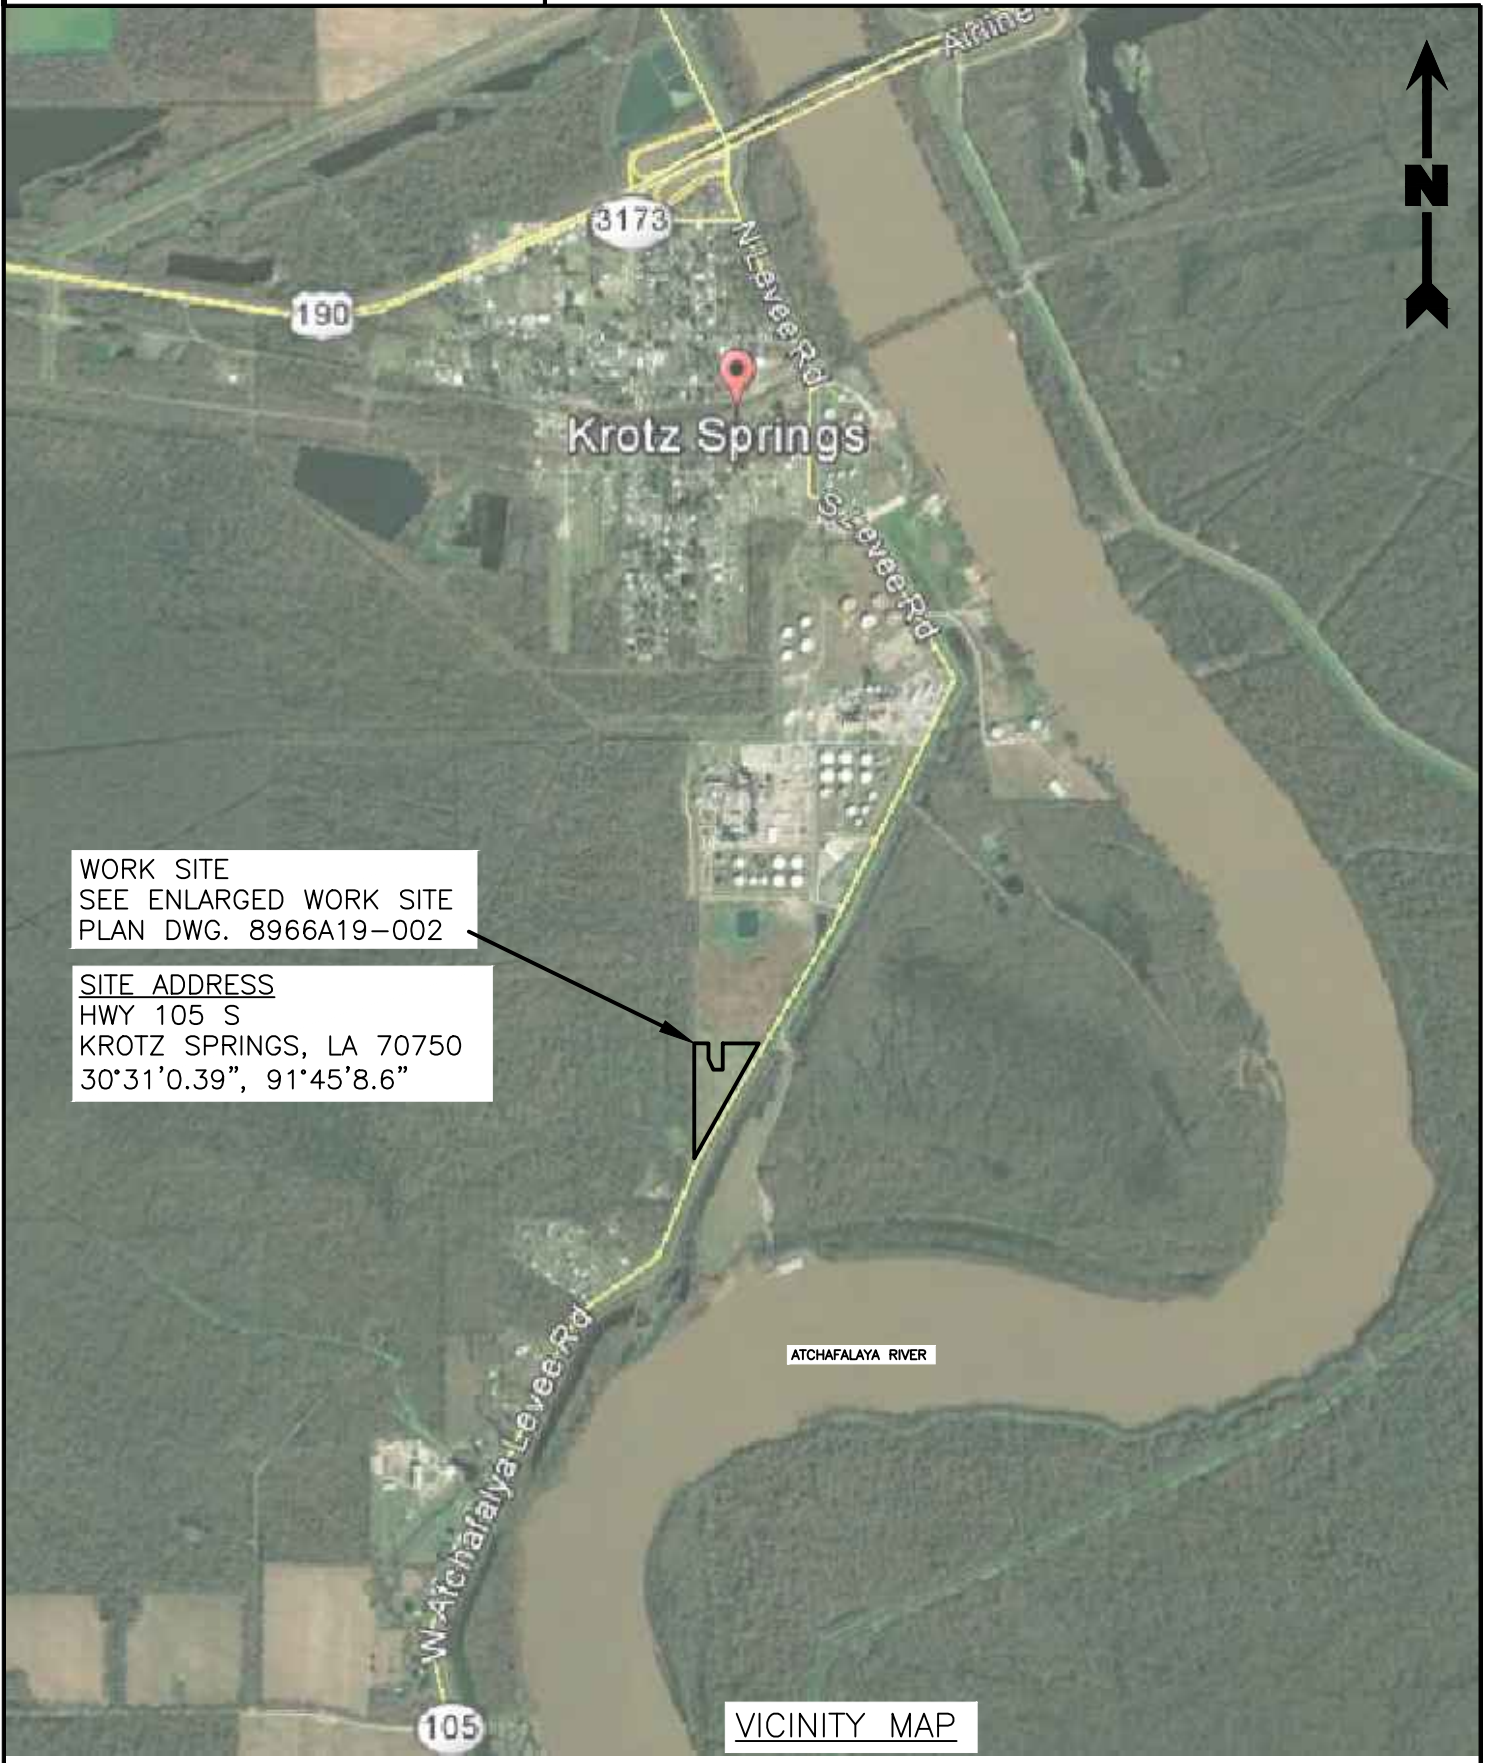 Airline
N
3173
N Levee Rd
190
Krotz Springs
S Levee Rd
WORK SITE
SEE ENLARGED WORK SITE
PLAN DWG. 8966A19-002
SITE ADDRESS
HWY 105 S
KROTZ SPRINGS, LA 70750
30°31'0.39", 91°45'8.6"
ATCHAFALAYA RIVER
W Atchafalaya Levee Rd
105
VICINITY MAP